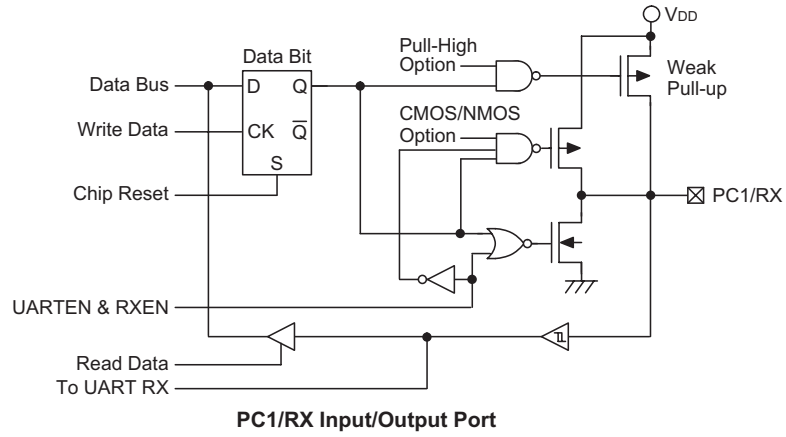 VDD
Pull-High
Option
Weak
Pull-up
Data Bit
Data Bus
D Q
Write Data
CK Q̅
S
CMOS/NMOS
Option
Chip Reset
PC1/RX
UARTEN & RXEN
Read Data
To UART RX
PC1/RX Input/Output Port